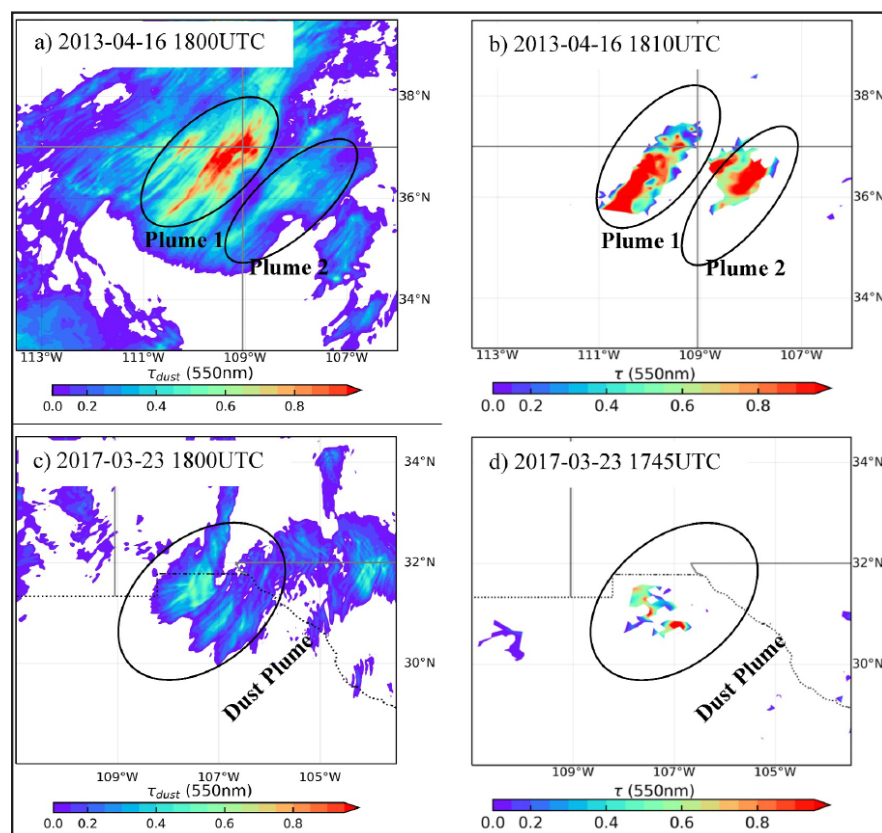 a) 2013-04-16 1800UTC
38°N
36°N
34°N
Plume 1
Plume 2
113°W 111°W 109°W 107°W
τdust (550nm)
0.0 0.2 0.4 0.6 0.8
b) 2013-04-16 1810UTC
38°N
36°N
34°N
Plume 1
Plume 2
113°W 111°W 109°W 107°W
τ (550nm)
0.0 0.2 0.4 0.6 0.8
c) 2017-03-23 1800UTC
34°N
32°N
30°N
Dust Plume
109°W 107°W 105°W
τdust (550nm)
0.0 0.2 0.4 0.6 0.8
d) 2017-03-23 1745UTC
34°N
32°N
30°N
Dust Plume
109°W 107°W 105°W
τ (550nm)
0.0 0.2 0.4 0.6 0.8